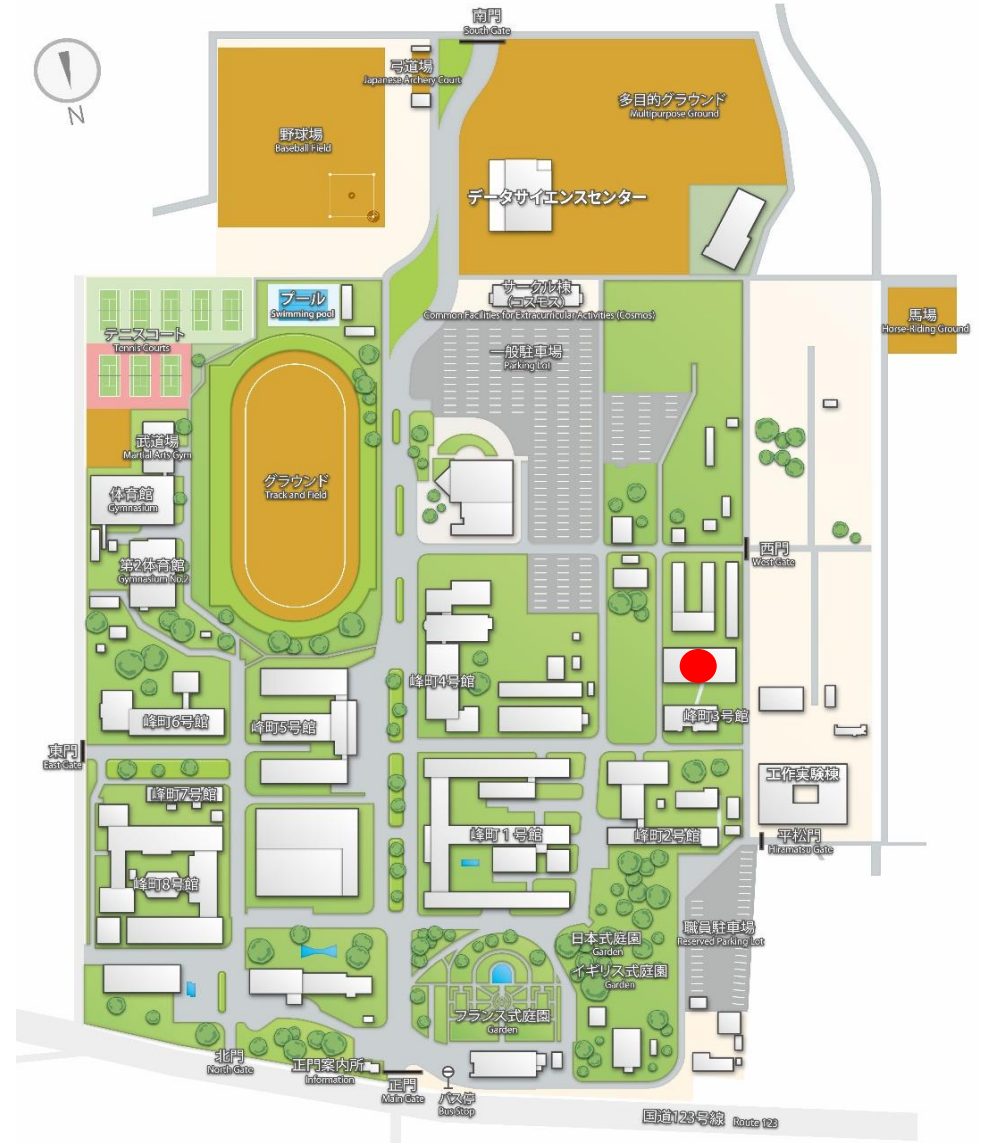 南門
South Gate
弓道場
Japanese Archery Court
N
多目的グラウンド
Multipurpose Ground
野球場
Baseball Field
データサイエンスセンター
プール
Swimming pool
サークル棟
(コスモス)
Common Facilities for Extracurricular Activities (Cosmos)
馬場
Horse-Riding Ground
テニスコート
Tennis Courts
一般駐車場
Parking Lot
武道場
Martial Arts Gym
グラウンド
Track and Field
体育館
Gymnasium
西門
West Gate
第2体育館
Gymnasium No.2
峰町4号館
峰町3号館
峰町6号館
峰町5号館
東門
East Gate
工作実験棟
峰町7号館
峰町1号館
峰町2号館
平松門
Hiramatsu Gate
峰町8号館
職員駐車場
Reserved Parking Lot
日本式庭園
Garden
イギリス式庭園
Garden
フランス式庭園
Garden
北門
North Gate
正門案内所
Information
正門
Main Gate
バス停
Bus Stop
国道123号線 Route 123